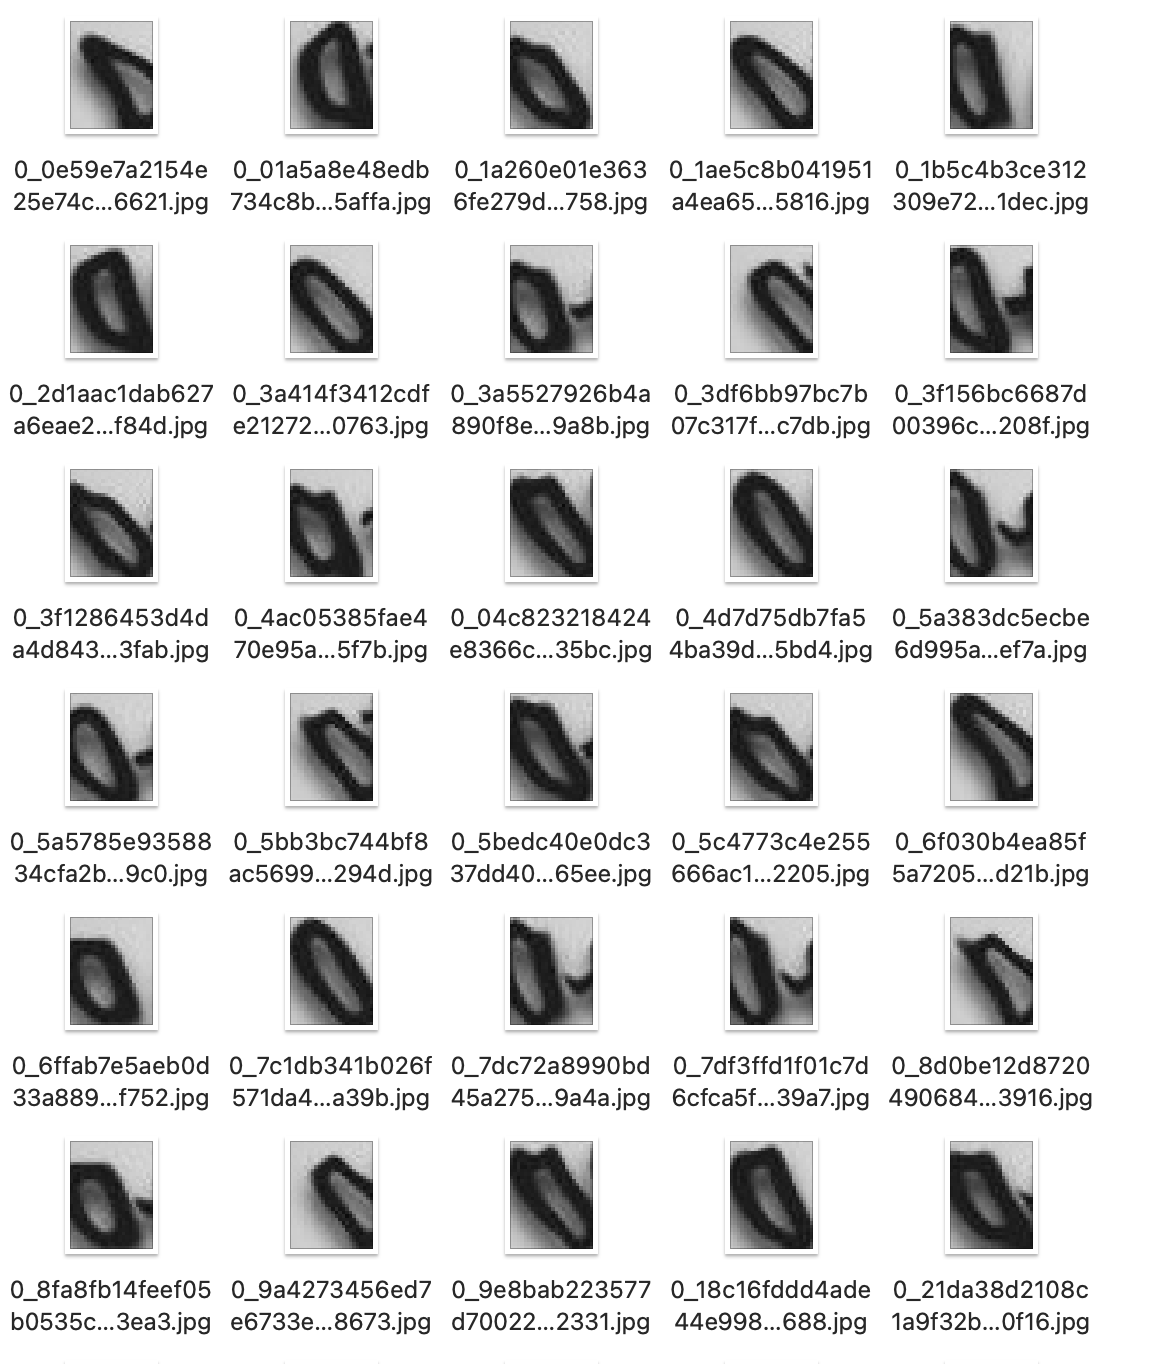 0_0e59e7a2154e 0_01a5a8e48edb 0_1a260e01e363 0_1ae5c8b041951 0_1b5c4b3ce312
25e74c...6621.jpg 734c8b...5affa.jpg 6fe279d...758.jpg a4ea65...5816.jpg 309e72...1dec.jpg
0_2d1aac1dab627 0_3a414f3412cdf 0_3a5527926b4a 0_3df6bb97bc7b 0_3f156bc6687d
a6eae2...f84d.jpg e21272...0763.jpg 890f8e...9a8b.jpg 07c317f...c7db.jpg 00396c...208f.jpg
0_3f1286453d4d 0_4ac05385fae4 0_04c823218424 0_4d7d75db7fa5 0_5a383dc5ecbe
a4d843...3fab.jpg 70e95a...5f7b.jpg e8366c...35bc.jpg 4ba39d...5bd4.jpg 6d995a...ef7a.jpg
0_5a5785e93588 0_5bb3bc744bf8 0_5bedc40e0dc3 0_5c4773c4e255 0_6f030b4ea85f
34cfa2b...9c0.jpg ac5699...294d.jpg 37dd40...65ee.jpg 666ac1...2205.jpg 5a7205...d21b.jpg
0_6ffab7e5aeb0d 0_7c1db341b026f 0_7dc72a8990bd 0_7df3ffd1f01c7d 0_8d0be12d8720
33a889...f752.jpg 571da4...a39b.jpg 45a275...9a4a.jpg 6cfca5f...39a7.jpg 490684...3916.jpg
0_8fa8fb14feef05 0_9a4273456ed7 0_9e8bab223577 0_18c16fddd4ade 0_21da38d2108c
b0535c...3ea3.jpg e6733e...8673.jpg d70022...2331.jpg 44e998...688.jpg 1a9f32b...0f16.jpg